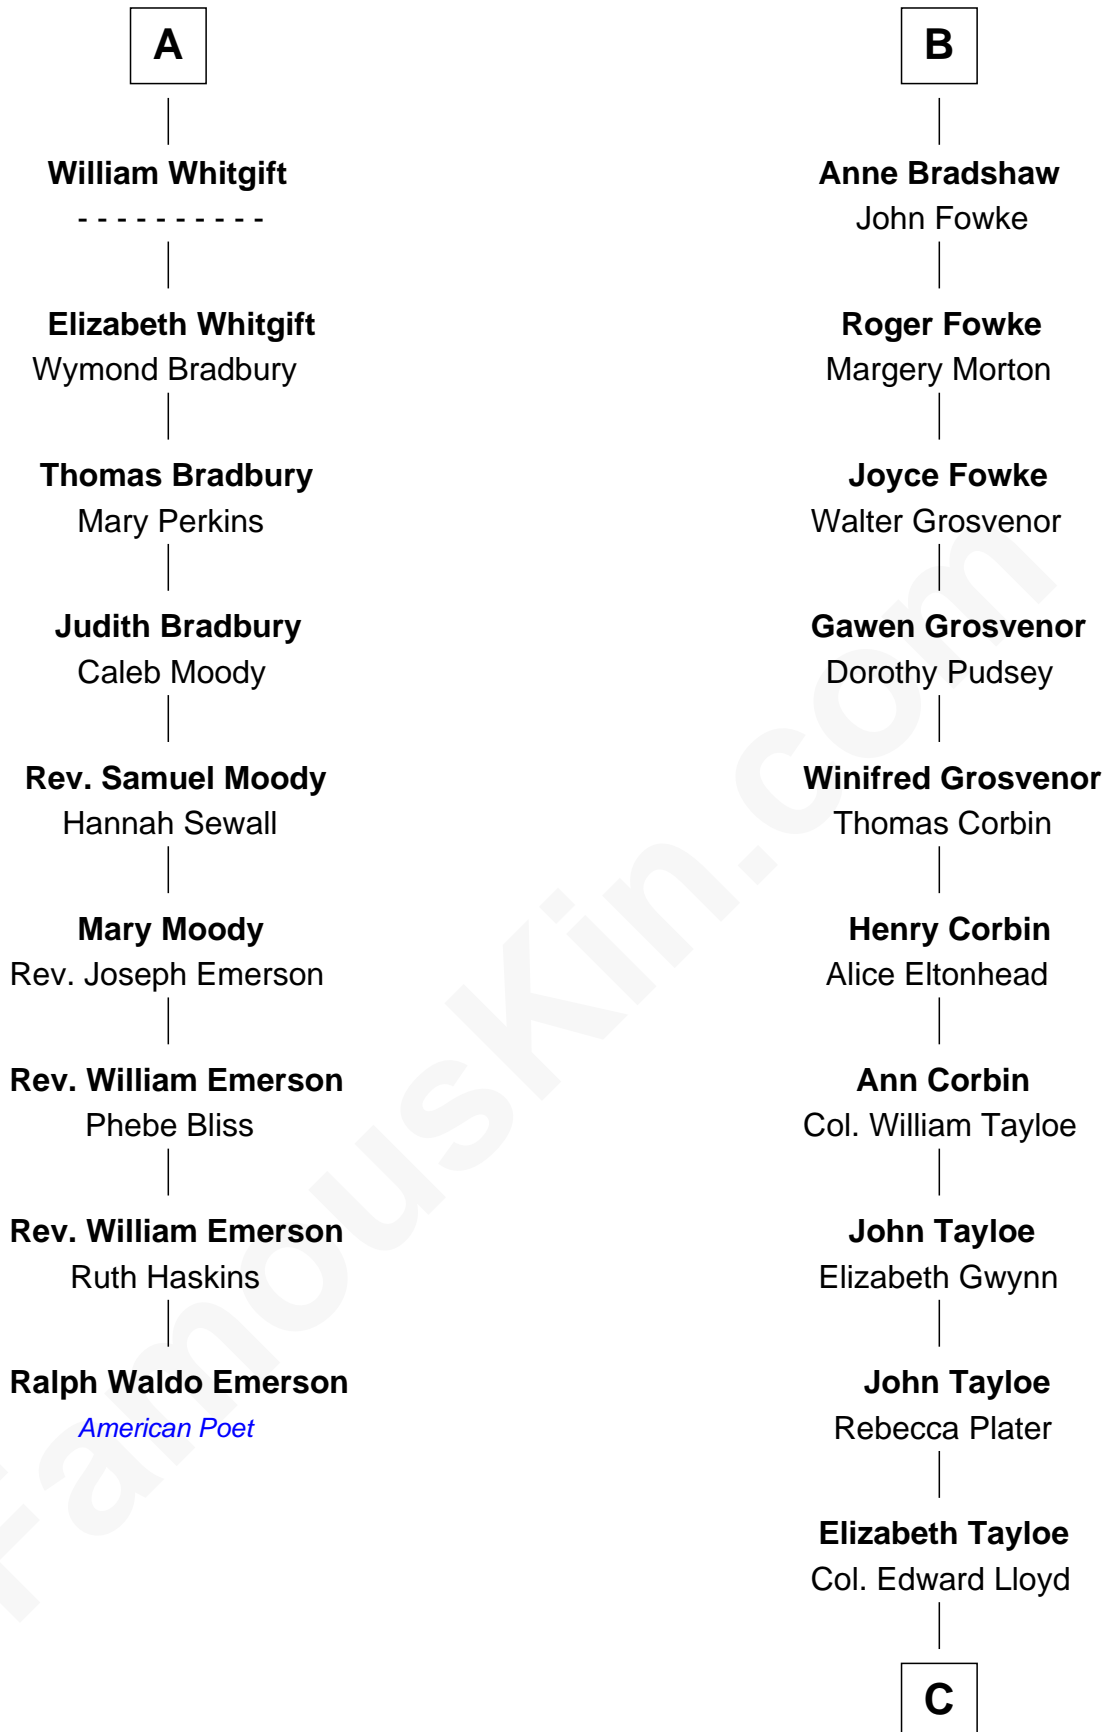 A
William Whitgift
- - - - - - - - - -
Elizabeth Whitgift
Wymond Bradbury
Thomas Bradbury
Mary Perkins
Judith Bradbury
Caleb Moody
Rev. Samuel Moody
Hannah Sewall
Mary Moody
Rev. Joseph Emerson
Rev. William Emerson
Phebe Bliss
Rev. William Emerson
Ruth Haskins
Ralph Waldo Emerson
American Poet
B
Anne Bradshaw
John Fowke
Roger Fowke
Margery Morton
Joyce Fowke
Walter Grosvenor
Gawen Grosvenor
Dorothy Pudsey
Winifred Grosvenor
Thomas Corbin
Henry Corbin
Alice Eltonhead
Ann Corbin
Col. William Tayloe
John Tayloe
Elizabeth Gwynn
John Tayloe
Rebecca Plater
Elizabeth Tayloe
Col. Edward Lloyd
C
FamousKin.com